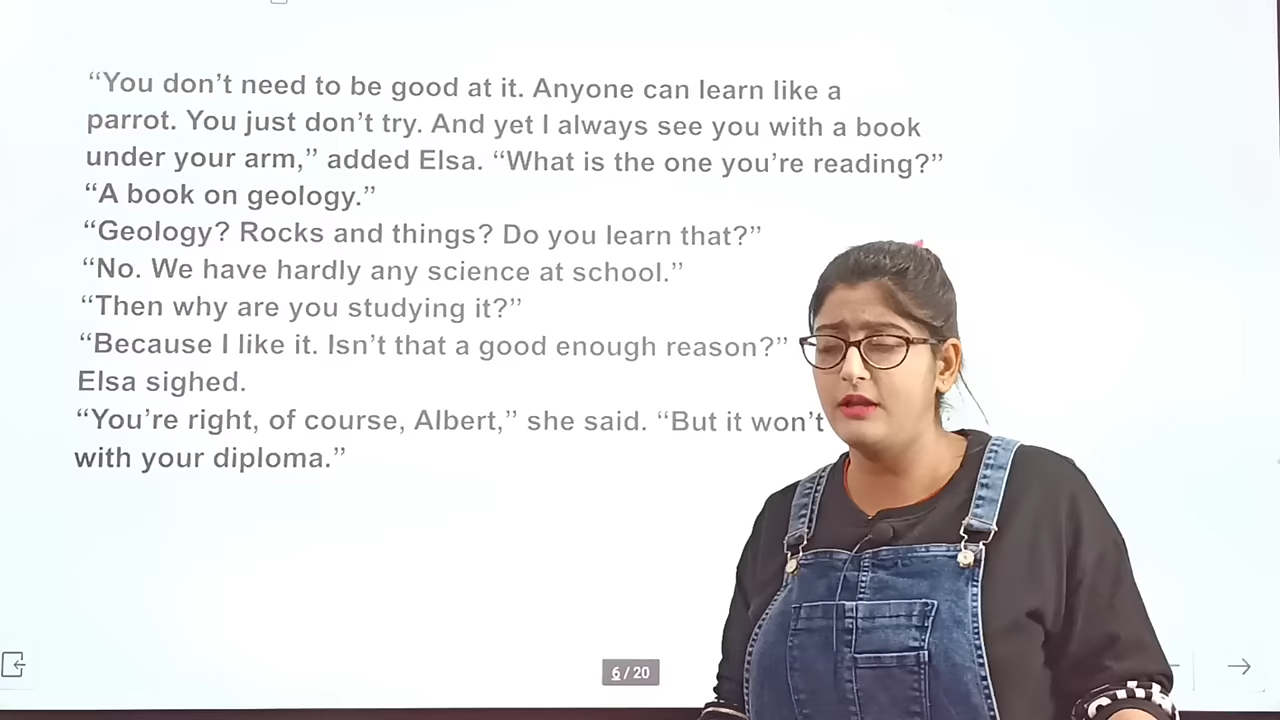 “You don’t need to be good at it. Anyone can learn like a
parrot. You just don’t try. And yet I always see you with a book
under your arm,” added Elsa. “What is the one you’re reading?”
“A book on geology.”
“Geology? Rocks and things? Do you learn that?”
“No. We have hardly any science at school.”
“Then why are you studying it?”
“Because I like it. Isn’t that a good enough reason?”
Elsa sighed.
“You’re right, of course, Albert,” she said. “But it won’t
with your diploma.”
6 / 20